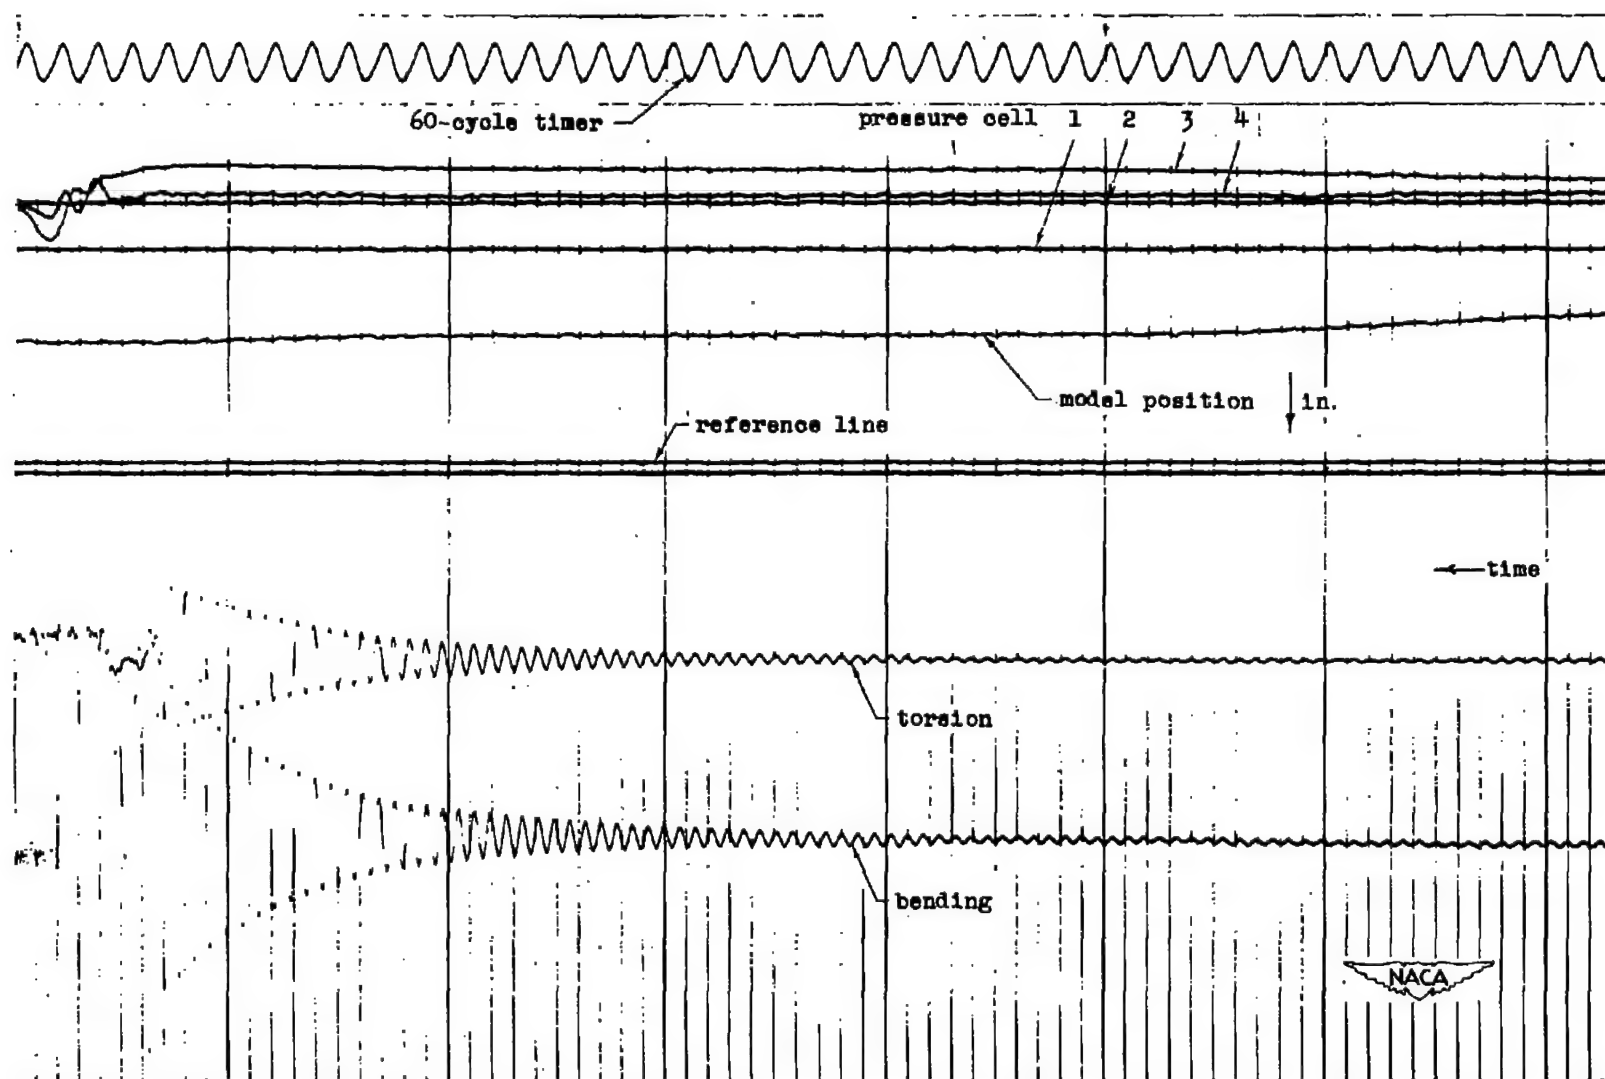 60-cycle timer
pressure cell 1 2 3 4
model position
in.
reference line
time
torsion
bending
NACA